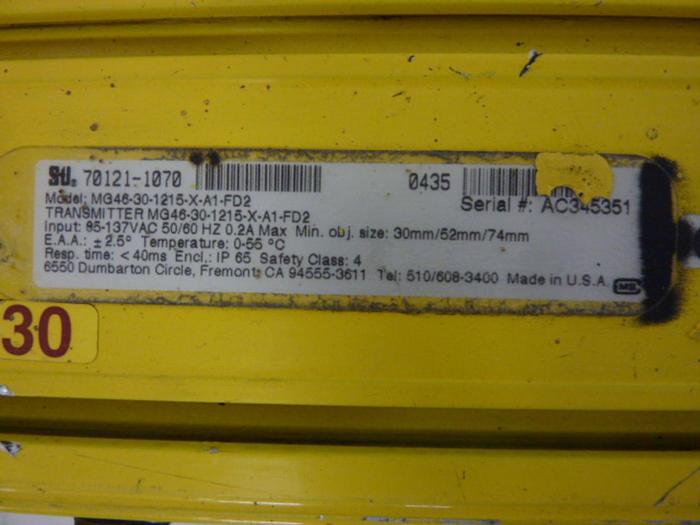 STI. 70121-1070 0435
Model: MG46-30-1215-X-A1-FD2 Serial #: AC345351
TRANSMITTER MG46-30-1215-X-A1-FD2
Input: 95-137VAC 50/60 HZ 0.2A Max Min. obj. size: 30mm/52mm/74mm
E.A.A.: ± 2.5° Temperature: 0-55 °C
Resp. time: < 40ms Encl.: IP 65 Safety Class: 4
6550 Dumbarton Circle, Fremont, CA 94555-3611 Tel: 510/608-3400 Made in U.S.A.
30